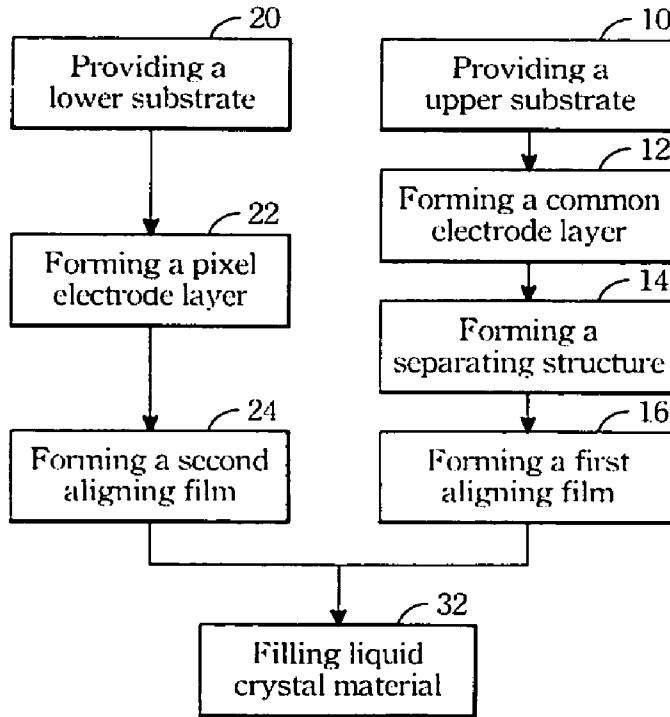 20
Providing a
lower substrate
22
Forming a pixel
electrode layer
24
Forming a second
aligning film
10
Providing a
upper substrate
12
Forming a common
electrode layer
14
Forming a
separating structure
16
Forming a first
aligning film
32
Filling liquid
crystal material